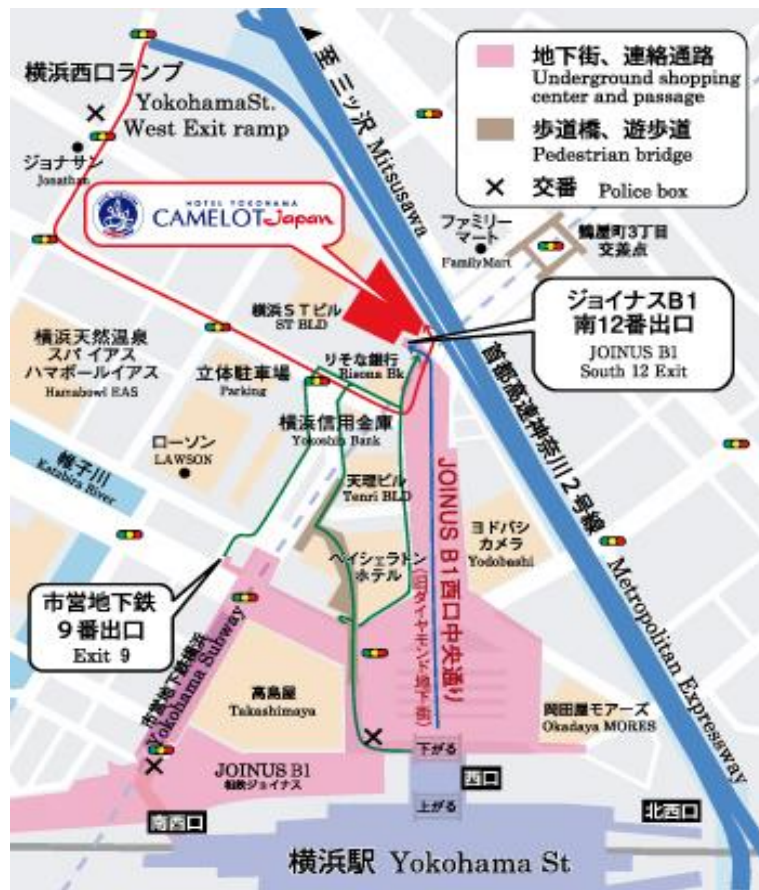 横浜西口ランプ
YokohamaSt.
West Exit ramp
ジョナサン
Jonathan
至 三ッ沢 Mitsusawa
地下街、連絡通路
Underground shopping
center and passage
歩道橋、遊歩道
Pedestrian bridge
交番 Police box
HOTEL YOKOHAMA
CAMELOT Japan
ファミリー
マート
FamilyMart
鶴屋町3丁目
交差点
横浜STビル
ST BLD
ジョイナスB1
南12番出口
JOINUS B1
South 12 Exit
横浜天然温泉
スパ イアス
ハマボールイアス
Hamabowl EAS
立体駐車場
Parking
りそな銀行
Risona Bk
横浜信用金庫
Yokoshin Bank
首都高速神奈川2号線
Metropolitan Expressway
ローソン
LAWSON
帷子川
Katabira River
天理ビル
Tenri BLD
JOINUS B1西口中央通り
(旧ダイヤモンド地下街)
ヨドバシ
カメラ
Yodobashi
ベイシェラトン
ホテル
市営地下鉄
9番出口
Exit 9
市営地下鉄横浜
Yokohama Subway
高島屋
Takashimaya
岡田屋モアーズ
Okadaya MORES
JOINUS B1
相鉄ジョイナス
下がる
西口
上がる
南西口
北西口
横浜駅 Yokohama St